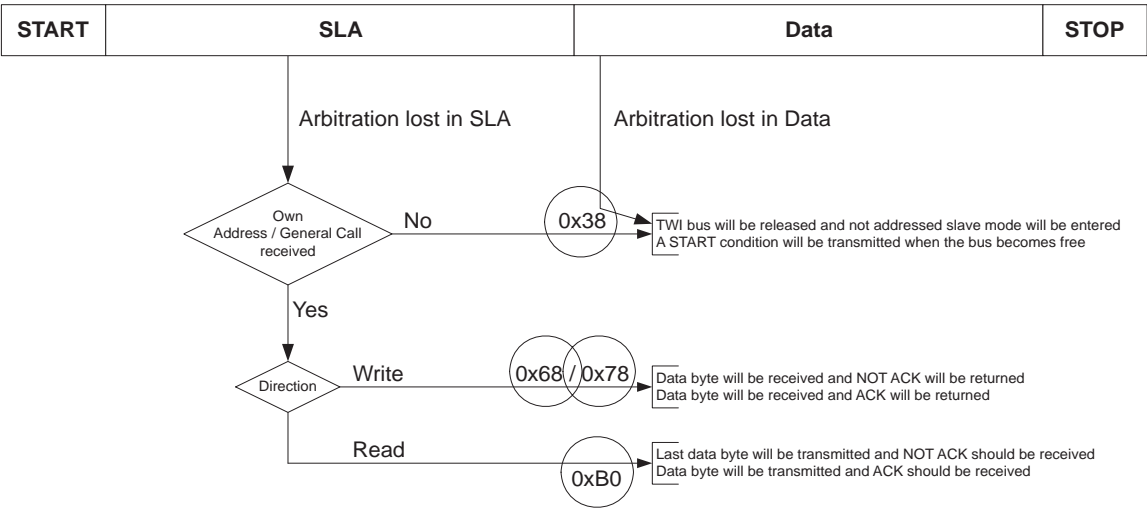 START SLA Data STOP
Arbitration lost in SLA Arbitration lost in Data
Own
Address / General Call
received
No
0x38
TWI bus will be released and not addressed slave mode will be entered
A START condition will be transmitted when the bus becomes free
Yes
Direction
Write
0x68 / 0x78
Data byte will be received and NOT ACK will be returned
Data byte will be received and ACK will be returned
Read
0xB0
Last data byte will be transmitted and NOT ACK should be received
Data byte will be transmitted and ACK should be received